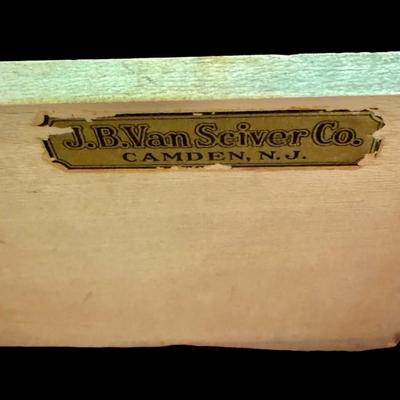 J.B.Van Sciver Co.
CAMDEN, N.J.